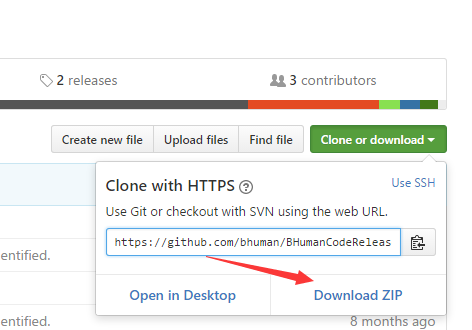 2 releases
3 contributors
Create new file
Upload files
Find file
Clone or download
Clone with HTTPS ?
Use SSH
Use Git or checkout with SVN using the web URL.
https://github.com/bhuman/BHumanCodeReleas
entified.
Open in Desktop
Download ZIP
entified.
8 months ago